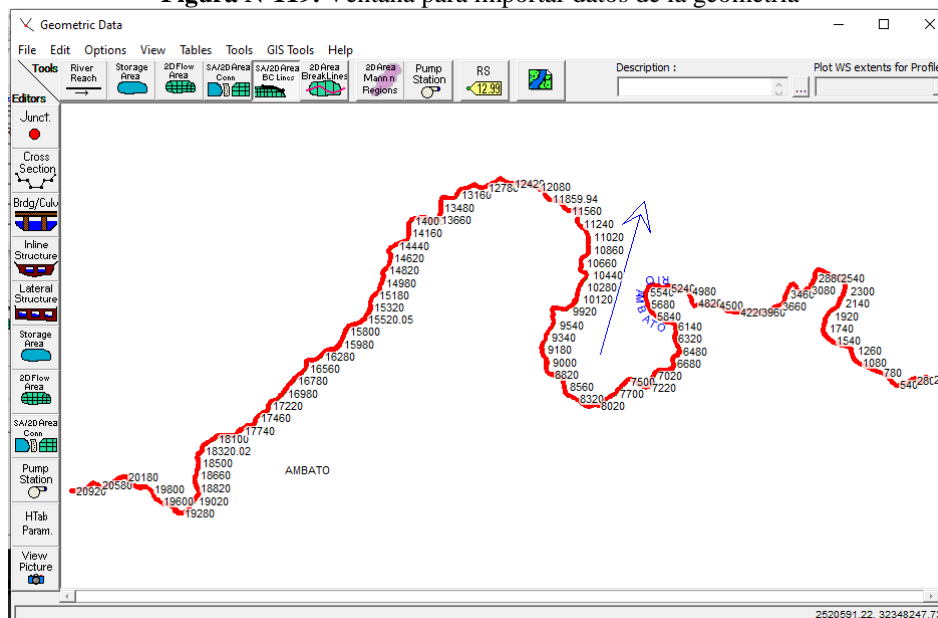 Figura N 119: Ventana para importar datos de la geometría
Geometric Data
File Edit Options View Tables Tools GIS Tools Help
Tools
Editors
River Reach
Storage Area
2D Flow Area
SA/2D Area Conn
SA/2D Area BC Lines
2D Area BreakLines
2D Area Mann n Regions
Pump Station
RS
12.99
Description :
...
Plot WS extents for Profile
Junct.
Cross Section
Brdg/Culv
Inline Structure
Lateral Structure
Storage Area
2D Flow Area
SA/2D Area Conn
Pump Station
HTab Param.
View Picture
13160 12780 12420 12080
11859.94
13480
11560
13660
11240
14160
11020
14440
10860
14620
10660
14820
10440
14980
10280
15180
10120
15320
9920
15520.05
9540
15800
9340
15980
9180
16280
9000
16560
8820
16780
8560
16980
8320
8020
17220
17460
17740
18100
18320.02
18500
18660
18820
19020
19280
19600
19800
20180
20580
20920
AMBATO
RIO
AMBATO
5540
5240
4980
4820
4500
4220
3960
3660
3460
3080
2880
2540
2300
2140
1920
1740
1540
1260
1080
780
540
5680
5840
6140
6320
6480
6680
7020
7220
7500
7700
2520591.22, 32348247.73